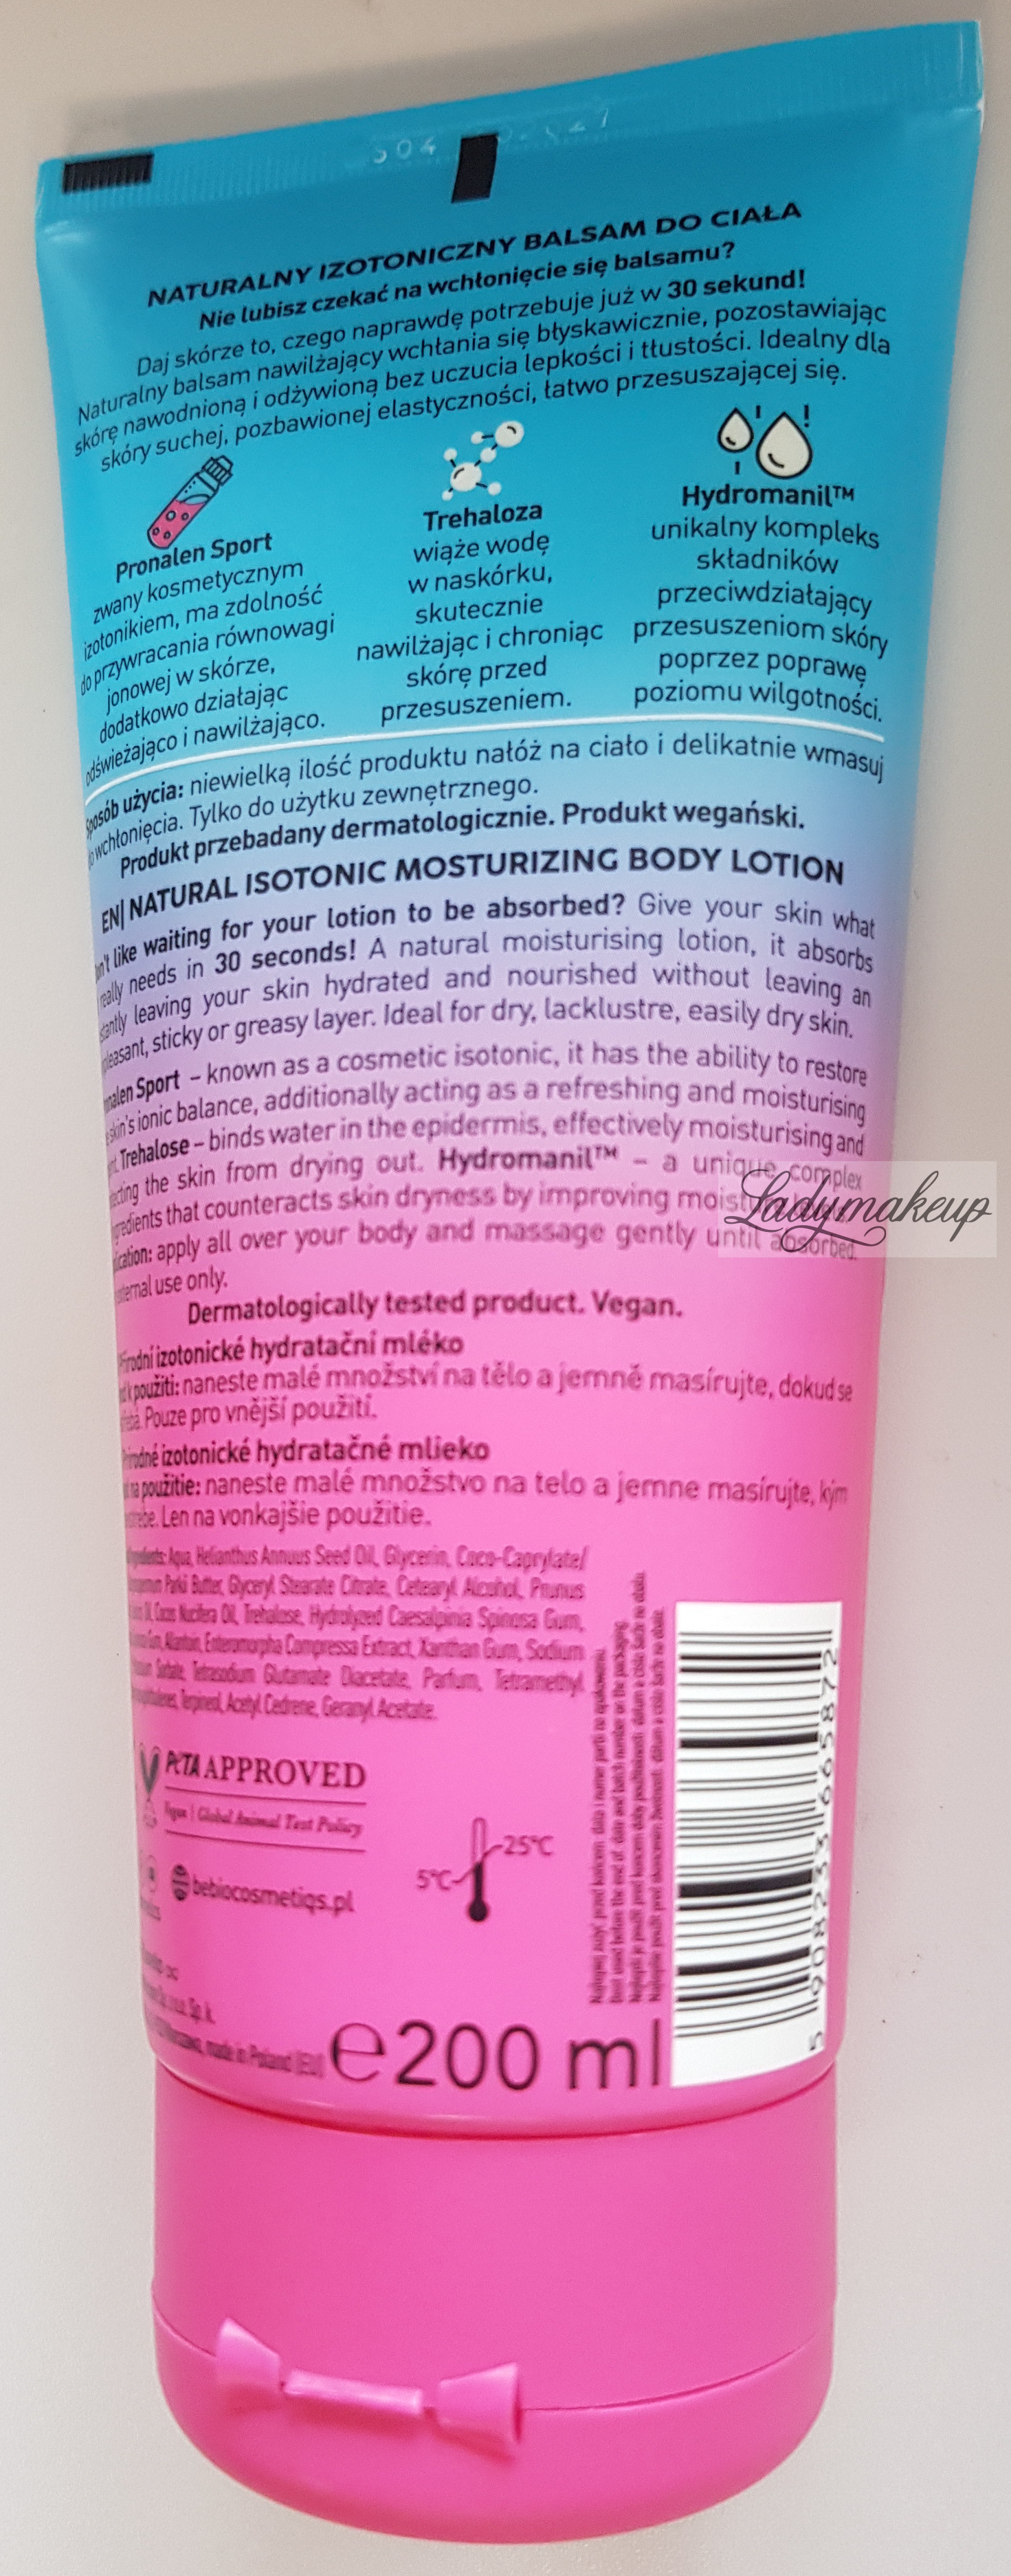 NATURALNY IZOTONICZNY BALSAM DO CIAŁA
Nie lubisz czekać na wchłonięcie się balsamu?
Daj skórze to, czego naprawdę potrzebuje już w 30 sekund!
Naturalny balsam nawilżający wchłania się błyskawicznie, pozostawiając
skórę nawodnioną i odżywioną bez uczucia lepkości i tłustości. Idealny dla
skóry suchej, pozbawionej elastyczności, łatwo przesuszającej się.
Pronalen Sport
zwany kosmetycznym
izotonikiem, ma zdolność
do przywracania równowagi
jonowej w skórze,
dodatkowo działając
odświeżająco i nawilżająco.
Trehaloza
wiąże wodę
w naskórku,
skutecznie
nawilżając i chroniąc
skórę przed
przesuszeniem.
Hydromanil™
unikalny kompleks
składników
przeciwdziałający
przesuszeniom skóry
poprzez poprawę
poziomu wilgotności.
użycia: niewielką ilość produktu nałóż na ciało i delikatnie wmasuj
wchłonięcia. Tylko do użytku zewnętrznego.
Produkt przebadany dermatologicznie. Produkt wegański.
EN| NATURAL ISOTONIC MOSTURIZING BODY LOTION
like waiting for your lotion to be absorbed? Give your skin what
needs in 30 seconds! A natural moisturising lotion, it absorbs
leaving your skin hydrated and nourished without leaving an
sticky or greasy layer. Ideal for dry, lacklustre, easily dry skin.
Sport – known as a cosmetic isotonic, it has the ability to restore
skin's ionic balance, additionally acting as a refreshing and moisturising
Trehalose – binds water in the epidermis, effectively moisturising and
the skin from drying out. Hydromanil™ – a unique complex
that counteracts skin dryness by improving
apply all over your body and massage gently until absorbed.
use only.
Dermatologically tested product. Vegan.
izotonické hydratační mléko
použití: naneste malé množství na tělo a jemně masírujte, dokud se
Pouze pro vnější použití.
izotonické hydratačné mlieko
použitie: naneste malé množstvo na telo a jemne masírujte, kým
Len na vonkajšie použitie.
Aqua, Helianthus Annuus Seed Oil, Glycerin, Coco-Caprylate/
Parkii Butter, Glyceryl Stearate Citrate, Cetearyl Alcohol, Prunus
Cocos Nucifera Oil, Trehalose, Hydrolyzed Caesalpinia Spinosa Gum,
Enteromorpha Compressa Extract, Xanthan Gum, Sodium
Tetrasodium Glutamate Diacetate, Parfum, Tetramethyl
Terpineol, Acetyl Cedrene, Geranyl Acetate.
PETA APPROVED
Vegan | Global Animal Test Policy
bebiocosmetiqs.pl
25°C
5°C
made in Poland (EU)
℮200 ml
5 908233 665872
Ladymakeup